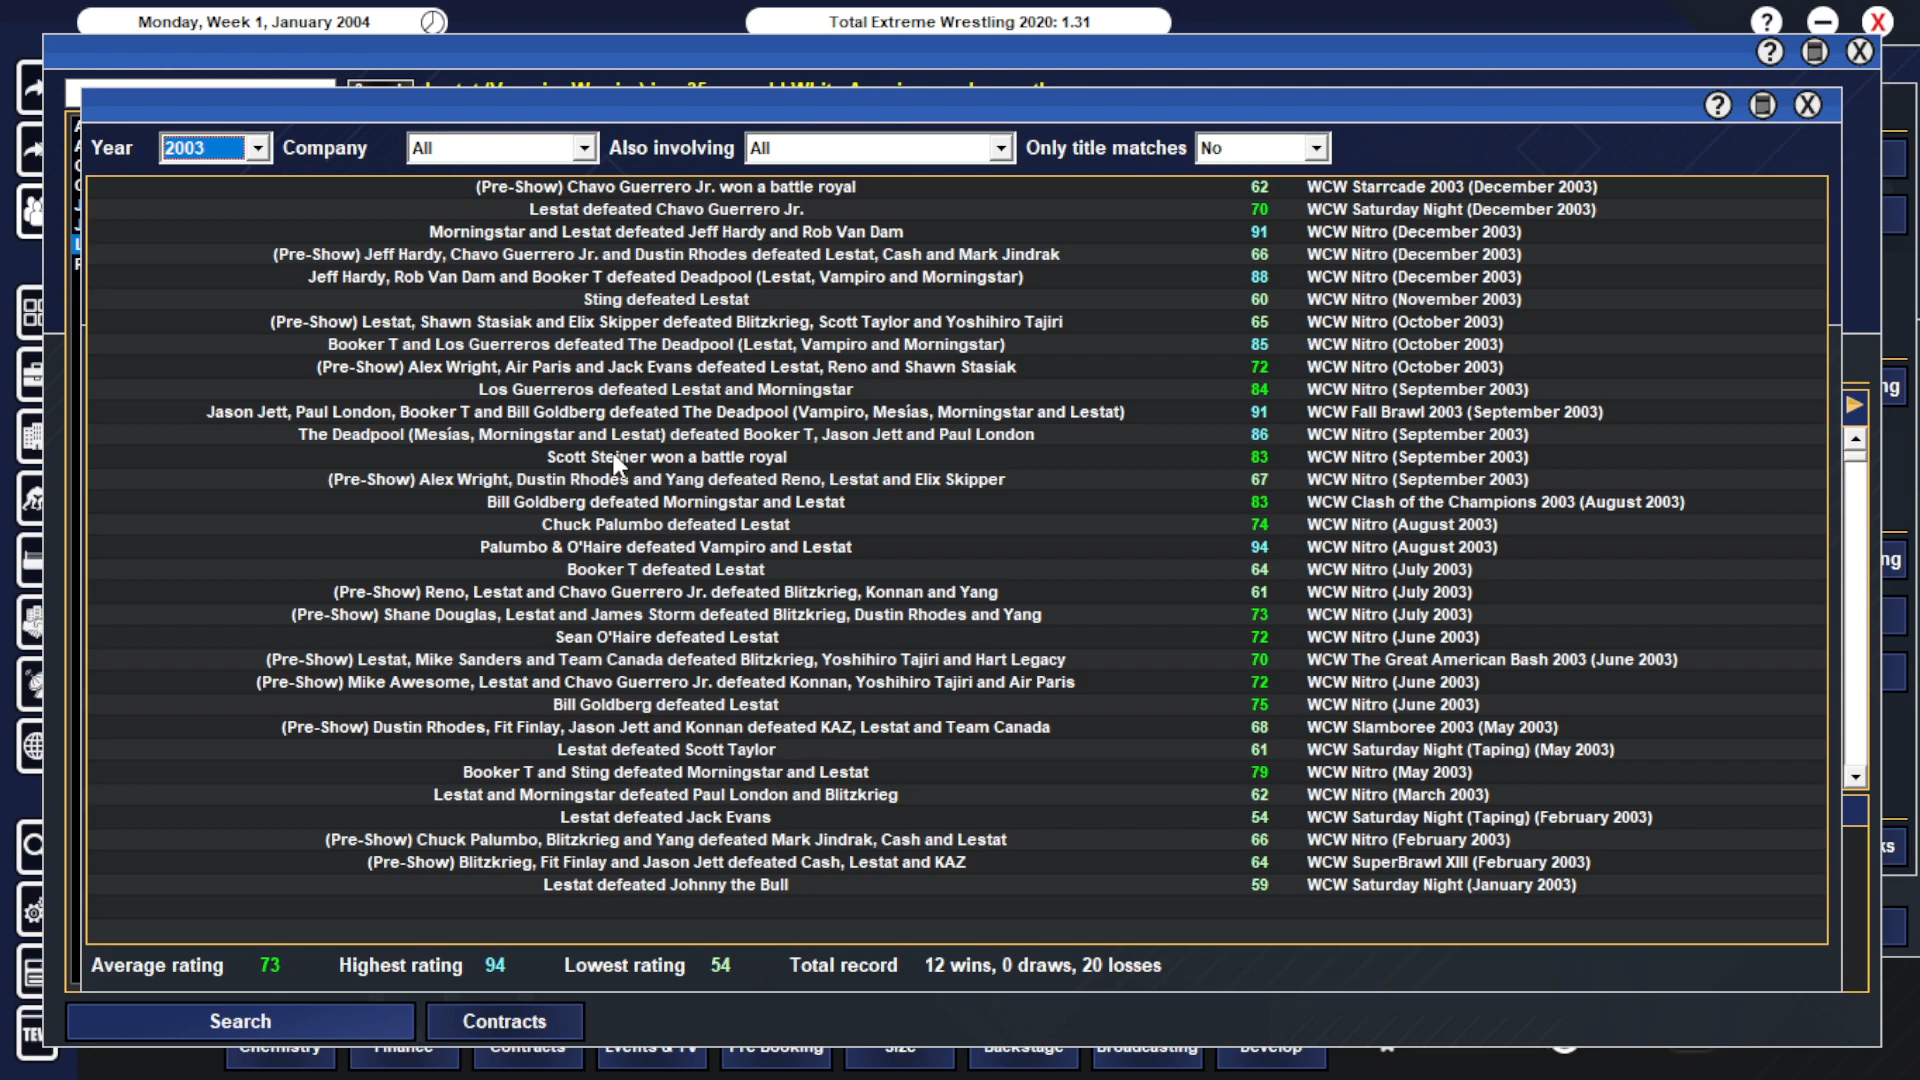 Monday, Week 1, January 2004
Total Extreme Wrestling 2020: 1.31
Year 2003 Company All Also involving All Only title matches No
(Pre-Show) Chavo Guerrero Jr. won a battle royal 62 WCW Starrcade 2003 (December 2003)
Lestat defeated Chavo Guerrero Jr. 70 WCW Saturday Night (December 2003)
Morningstar and Lestat defeated Jeff Hardy and Rob Van Dam 91 WCW Nitro (December 2003)
(Pre-Show) Jeff Hardy, Chavo Guerrero Jr. and Dustin Rhodes defeated Lestat, Cash and Mark Jindrak 66 WCW Nitro (December 2003)
Jeff Hardy, Rob Van Dam and Booker T defeated Deadpool (Lestat, Vampiro and Morningstar) 88 WCW Nitro (December 2003)
Sting defeated Lestat 60 WCW Nitro (November 2003)
(Pre-Show) Lestat, Shawn Stasiak and Elix Skipper defeated Blitzkrieg, Scott Taylor and Yoshihiro Tajiri 65 WCW Nitro (October 2003)
Booker T and Los Guerreros defeated The Deadpool (Lestat, Vampiro and Morningstar) 85 WCW Nitro (October 2003)
(Pre-Show) Alex Wright, Air Paris and Jack Evans defeated Lestat, Reno and Shawn Stasiak 72 WCW Nitro (October 2003)
Los Guerreros defeated Lestat and Morningstar 84 WCW Nitro (September 2003)
Jason Jett, Paul London, Booker T and Bill Goldberg defeated The Deadpool (Vampiro, Mesías, Morningstar and Lestat) 91 WCW Fall Brawl 2003 (September 2003)
The Deadpool (Mesías, Morningstar and Lestat) defeated Booker T, Jason Jett and Paul London 86 WCW Nitro (September 2003)
Scott Steiner won a battle royal 83 WCW Nitro (September 2003)
(Pre-Show) Alex Wright, Dustin Rhodes and Yang defeated Reno, Lestat and Elix Skipper 67 WCW Nitro (September 2003)
Bill Goldberg defeated Morningstar and Lestat 83 WCW Clash of the Champions 2003 (August 2003)
Chuck Palumbo defeated Lestat 74 WCW Nitro (August 2003)
Palumbo & O'Haire defeated Vampiro and Lestat 94 WCW Nitro (August 2003)
Booker T defeated Lestat 64 WCW Nitro (July 2003)
(Pre-Show) Reno, Lestat and Chavo Guerrero Jr. defeated Blitzkrieg, Konnan and Yang 61 WCW Nitro (July 2003)
(Pre-Show) Shane Douglas, Lestat and James Storm defeated Blitzkrieg, Dustin Rhodes and Yang 73 WCW Nitro (July 2003)
Sean O'Haire defeated Lestat 72 WCW Nitro (June 2003)
(Pre-Show) Lestat, Mike Sanders and Team Canada defeated Blitzkrieg, Yoshihiro Tajiri and Hart Legacy 70 WCW The Great American Bash 2003 (June 2003)
(Pre-Show) Mike Awesome, Lestat and Chavo Guerrero Jr. defeated Konnan, Yoshihiro Tajiri and Air Paris 72 WCW Nitro (June 2003)
Bill Goldberg defeated Lestat 75 WCW Nitro (June 2003)
(Pre-Show) Dustin Rhodes, Fit Finlay, Jason Jett and Konnan defeated KAZ, Lestat and Team Canada 68 WCW Slamboree 2003 (May 2003)
Lestat defeated Scott Taylor 61 WCW Saturday Night (Taping) (May 2003)
Booker T and Sting defeated Morningstar and Lestat 79 WCW Nitro (May 2003)
Lestat and Morningstar defeated Paul London and Blitzkrieg 62 WCW Nitro (March 2003)
Lestat defeated Jack Evans 54 WCW Saturday Night (Taping) (February 2003)
(Pre-Show) Chuck Palumbo, Blitzkrieg and Yang defeated Mark Jindrak, Cash and Lestat 66 WCW Nitro (February 2003)
(Pre-Show) Blitzkrieg, Fit Finlay and Jason Jett defeated Cash, Lestat and KAZ 64 WCW SuperBrawl XIII (February 2003)
Lestat defeated Johnny the Bull 59 WCW Saturday Night (January 2003)
Average rating 73 Highest rating 94 Lowest rating 54 Total record 12 wins, 0 draws, 20 losses
Search Contracts
Chemistry Finance Contracts Events & TV Pre Booking Size Backstage Broadcasting Develop